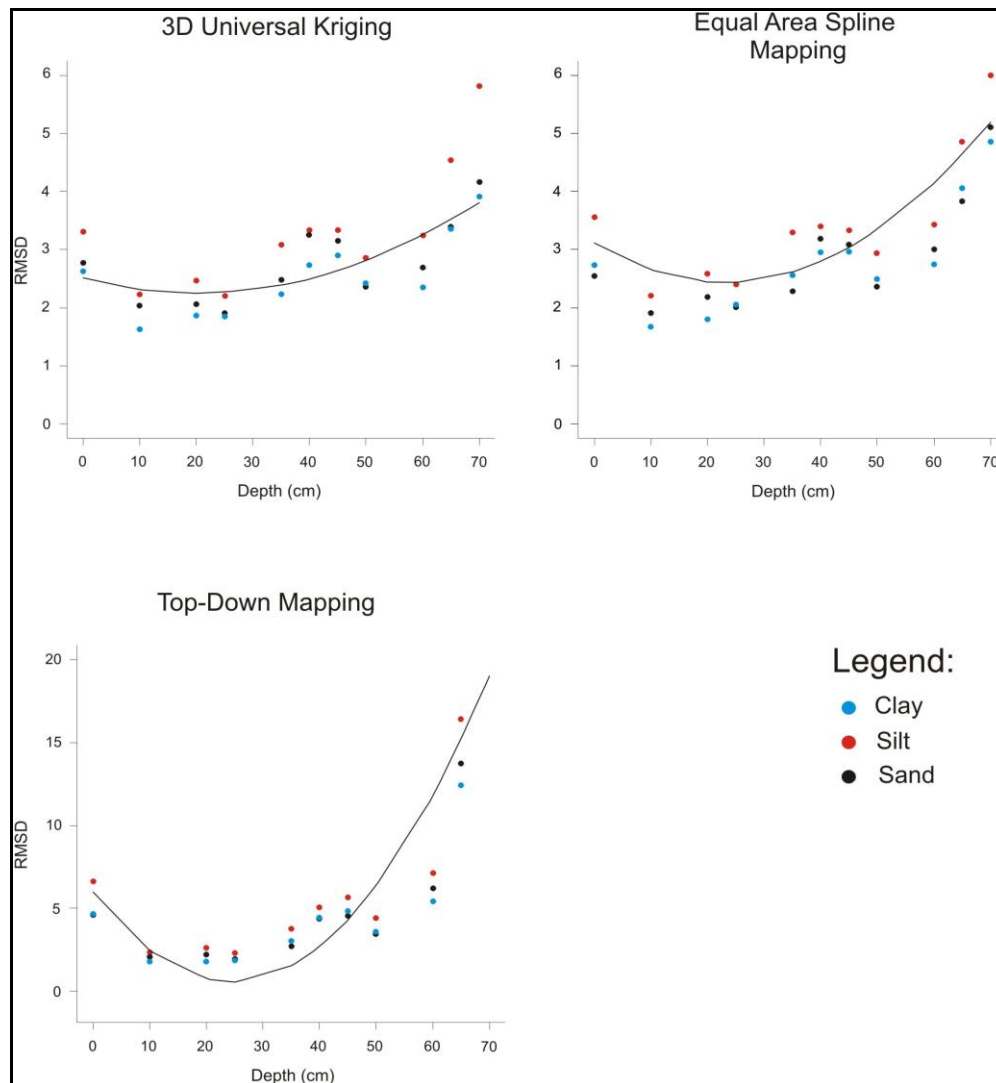 3D Universal Kriging
6
5
4
3
2
1
0
RMSD
0 10 20 30 40 50 60 70
Depth (cm)
Equal Area Spline
Mapping
6
5
4
3
2
1
0
RMSD
0 10 20 30 40 50 60 70
Depth (cm)
Top-Down Mapping
20
15
10
5
0
RMSD
0 10 20 30 40 50 60 70
Depth (cm)
Legend:
Clay
Silt
Sand